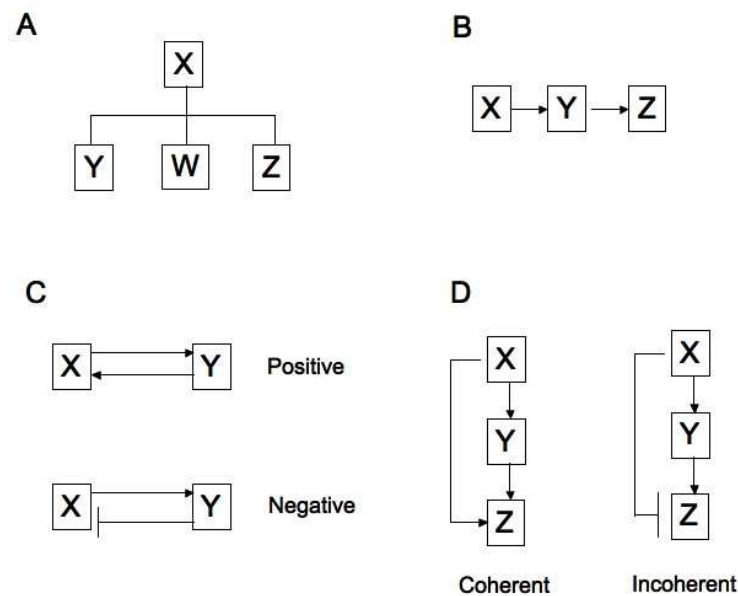 A
X
Y W Z
B
X Y Z
C
X Y Positive
X Y Negative
D
X
Y
Z
Coherent
X
Y
Z
Incoherent